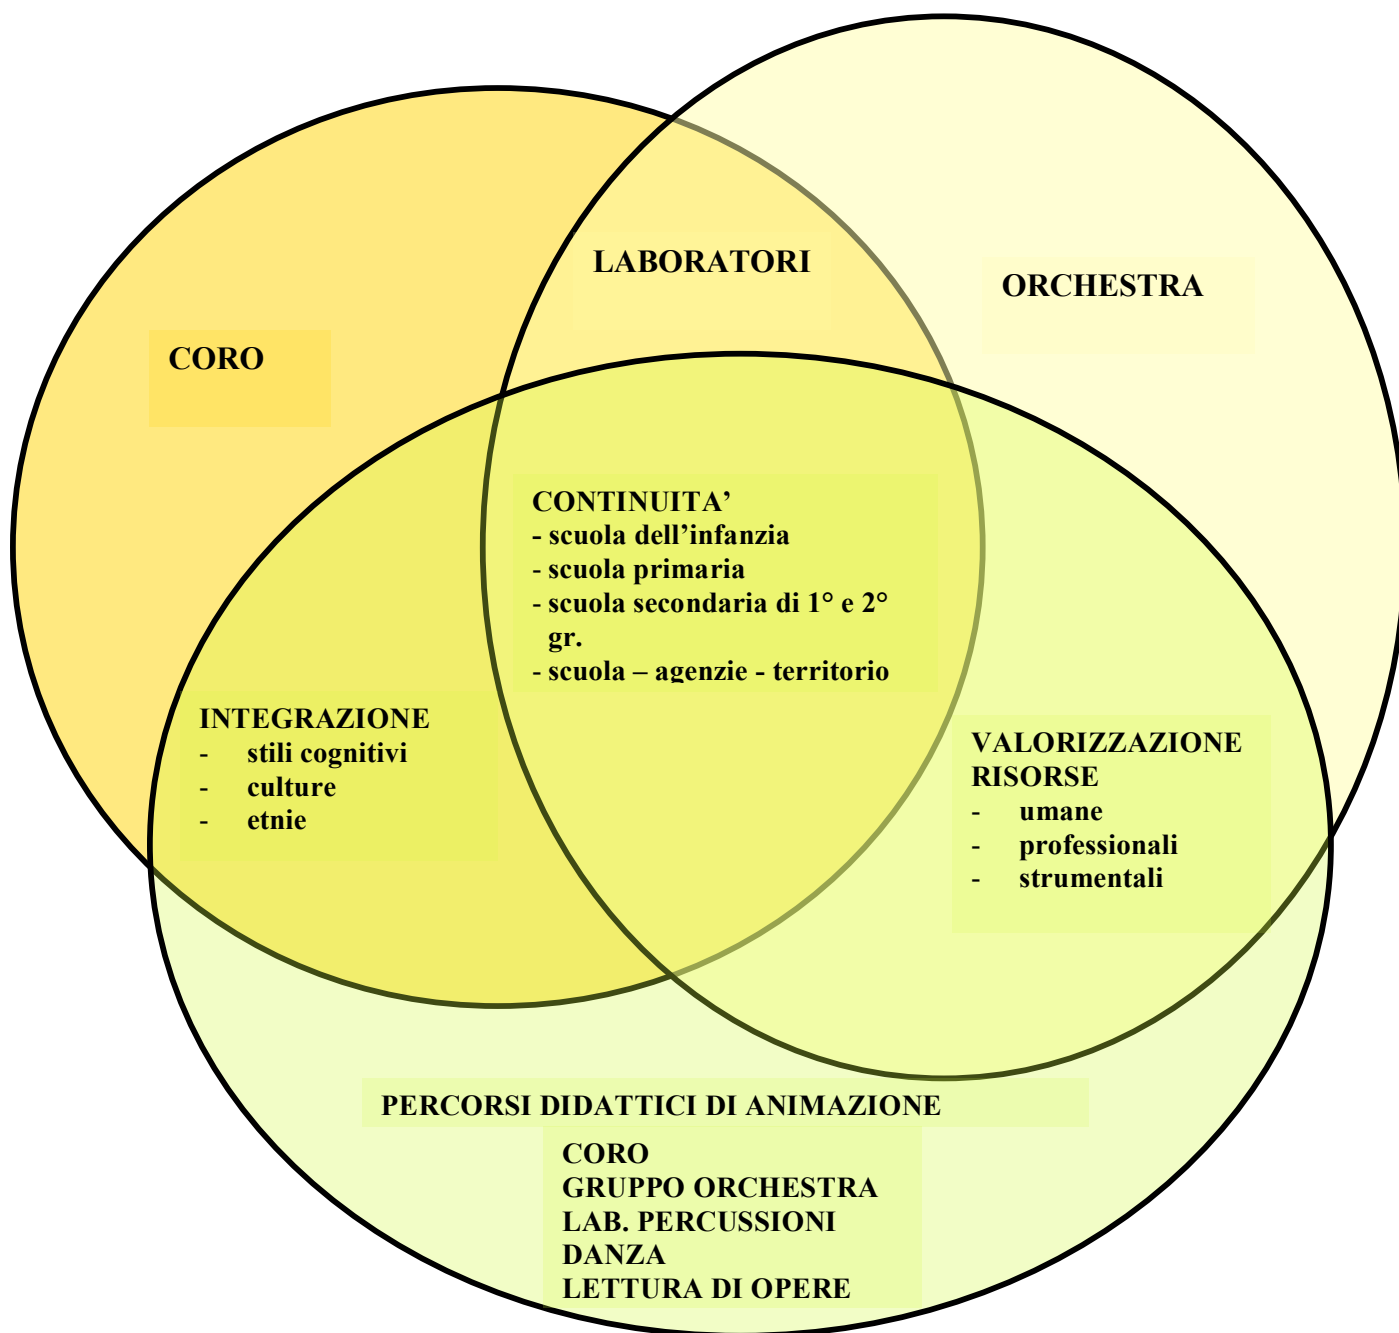 LABORATORI
ORCHESTRA
CORO
CONTINUITA’
- scuola dell’infanzia
- scuola primaria
- scuola secondaria di 1° e 2°
gr.
- scuola – agenzie - territorio
INTEGRAZIONE
- stili cognitivi
- culture
- etnie
VALORIZZAZIONE
RISORSE
- umane
- professionali
- strumentali
PERCORSI DIDATTICI DI ANIMAZIONE
CORO
GRUPPO ORCHESTRA
LAB. PERCUSSIONI
DANZA
LETTURA DI OPERE